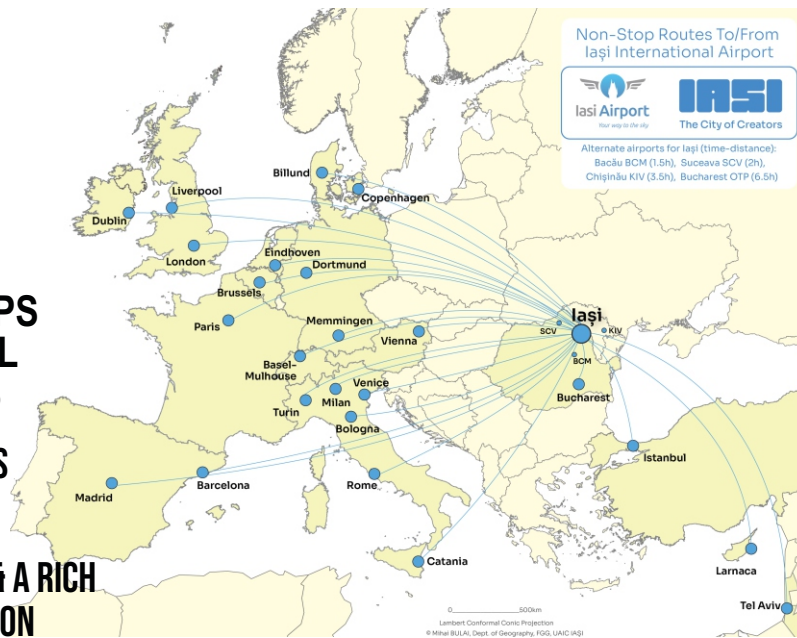 Non-Stop Routes To/From
Iași International Airport
Iasi Airport
Your way to the sky
IASI
The City of Creators
Alternate airports for Iași (time-distance):
Bacău BCM (1.5h), Suceava SCV (2h),
Chișinău KIV (3.5h), Bucharest OTP (6.5h)
Billund
Copenhagen
Liverpool
Dublin
London
Eindhoven
Dortmund
Brussels
Paris
Memmingen
Vienna
Iași
SCV
KIV
BCM
Basel-
Mulhouse
Venice
Turin
Milan
Bologna
Bucharest
PS
L
S
Istanbul
Madrid
Barcelona
Rome
Catania
Larnaca
Tel Aviv
A RICH
ON
0 500km
Lambert Conformal Conic Projection
© Mihai BULAI, Dept. of Geography, FGG, UAIC IAȘI